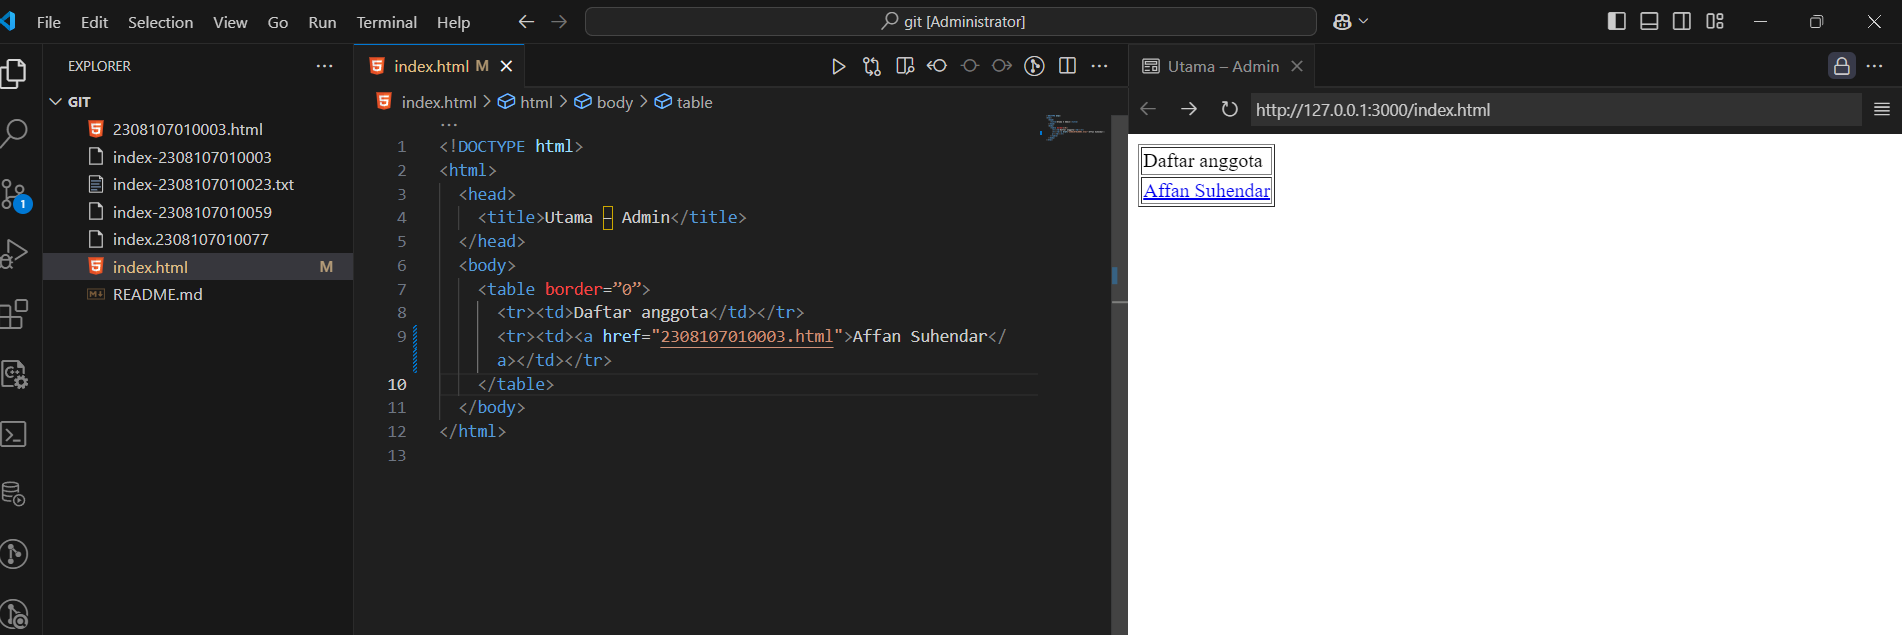 File Edit Selection View Go Run Terminal Help
git [Administrator]
EXPLORER
GIT
2308107010003.html
index-2308107010003
index-2308107010023.txt
index-2308107010059
index.2308107010077
index.html M
README.md
1
index.html M
index.html > html > body > table
...
1 <!DOCTYPE html>
2 <html>
3 <head>
4 <title>Utama – Admin</title>
5 </head>
6 <body>
7 <table border=”0”>
8 <tr><td>Daftar anggota</td></tr>
9 <tr><td><a href="2308107010003.html">Affan Suhendar</
a></td></tr>
10 </table>
11 </body>
12 </html>
13
Utama – Admin
http://127.0.0.1:3000/index.html
Daftar anggota
Affan Suhendar